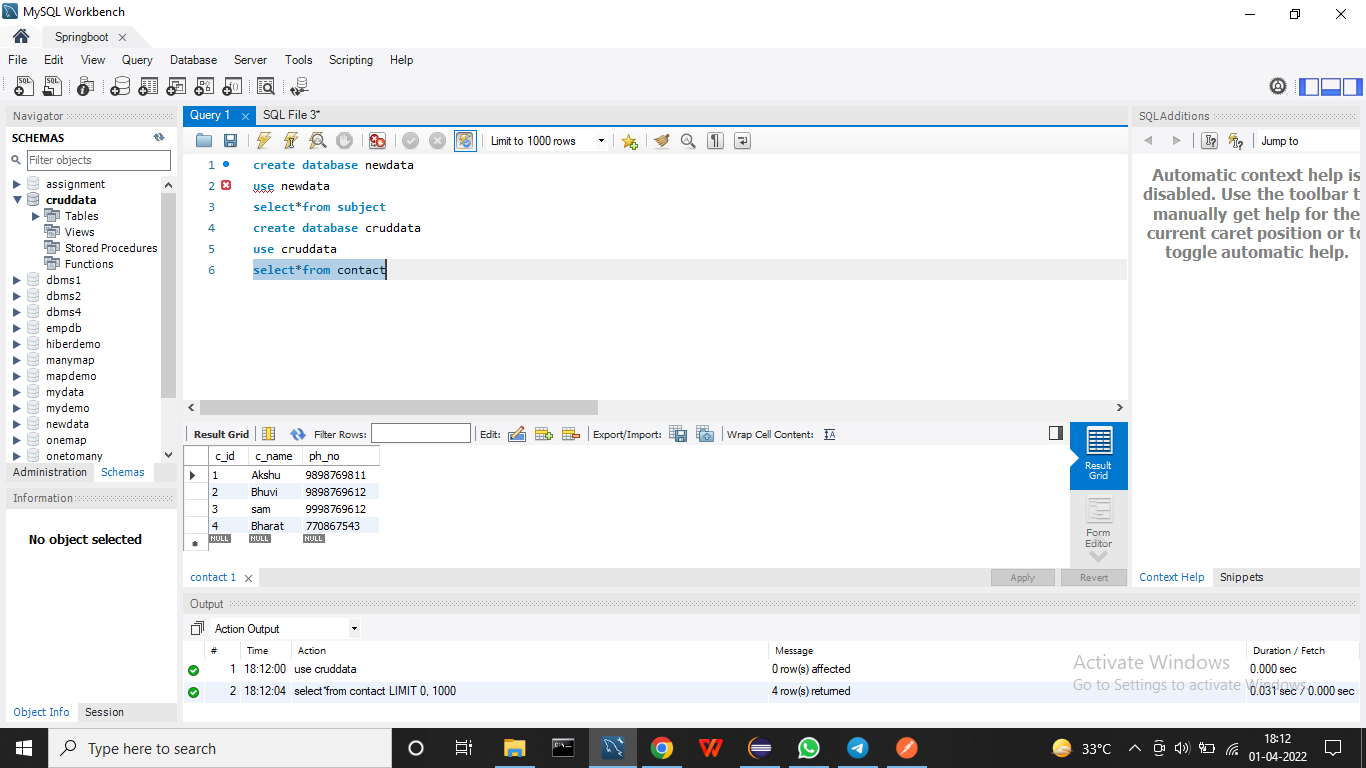 MySQL Workbench
Springboot
File Edit View Query Database Server Tools Scripting Help
Navigator
SCHEMAS
Filter objects
assignment
cruddata
Tables
Views
Stored Procedures
Functions
dbms1
dbms2
dbms4
empdb
hiberdemo
manymap
mapdemo
mydata
mydemo
newdata
onemap
onetomany
Administration Schemas
Information
No object selected
Object Info Session
Query 1 SQL File 3*
Limit to 1000 rows
1 create database newdata
2 use newdata
3 select*from subject
4 create database cruddata
5 use cruddata
6 select*from contact
Result Grid Filter Rows: Edit: Export/Import: Wrap Cell Content:
c_id c_name ph_no
1 Akshu 9898769811
2 Bhuvi 9898769612
3 sam 9998769612
4 Bharat 770867543
NULL NULL NULL
Result
Grid
Form
Editor
contact 1
Apply Revert
SQLAdditions
Jump to
Automatic context help is
disabled. Use the toolbar t
manually get help for the
current caret position or to
toggle automatic help.
Context Help Snippets
Output
Action Output
# Time Action Message Duration / Fetch
1 18:12:00 use cruddata 0 row(s) affected 0.000 sec
2 18:12:04 select*from contact LIMIT 0, 1000 4 row(s) returned 0.031 sec / 0.000 sec
Activate Windows
Go to Settings to activate Windows.
Type here to search
33°C
18:12
01-04-2022